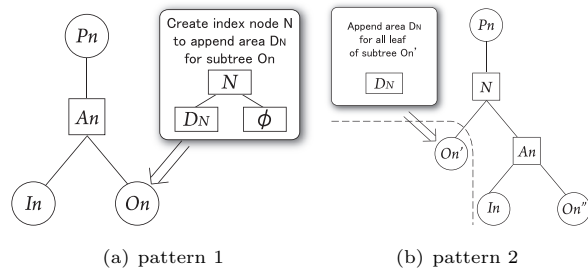 Pn
An
In
On
Create index node N
to append area DN
for subtree On
N
DN
ϕ
(a) pattern 1
Append area DN
for all leaf
of subtree On'
DN
Pn
N
On'
An
In
On"
(b) pattern 2